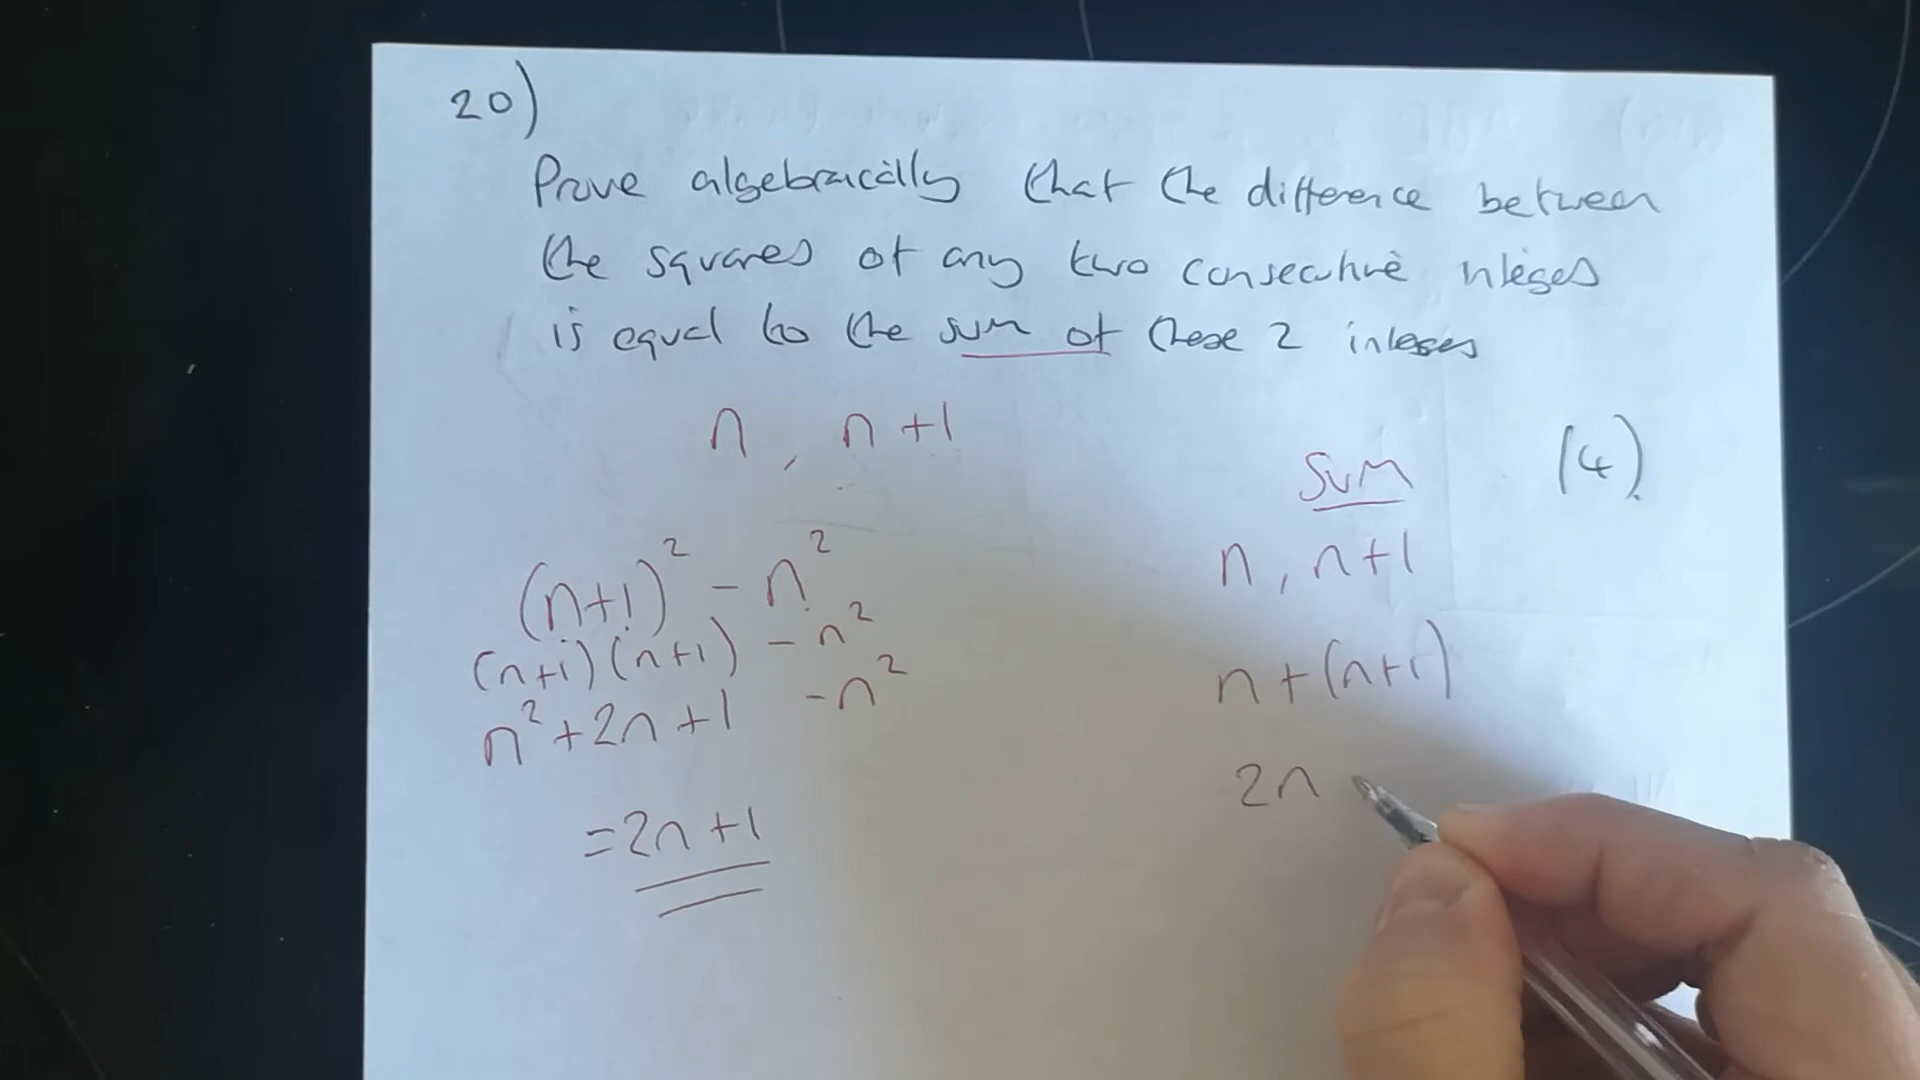 20)
Prove algebraically that the difference between
the squares of any two consecutive integers
is equal to the sum of these 2 integers
n, n+1
(4)
(n+1)² - n²
(n+1)(n+1) - n²
n² + 2n + 1 - n²
= 2n + 1
Sum
n, n+1
n + (n+1)
2n